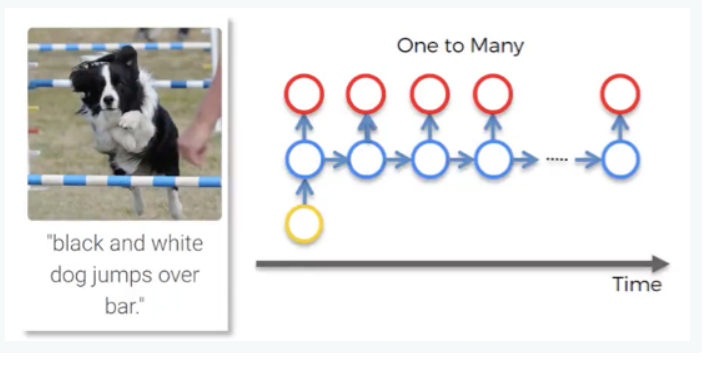 "black and white
dog jumps over
bar."
One to Many
.....
Time